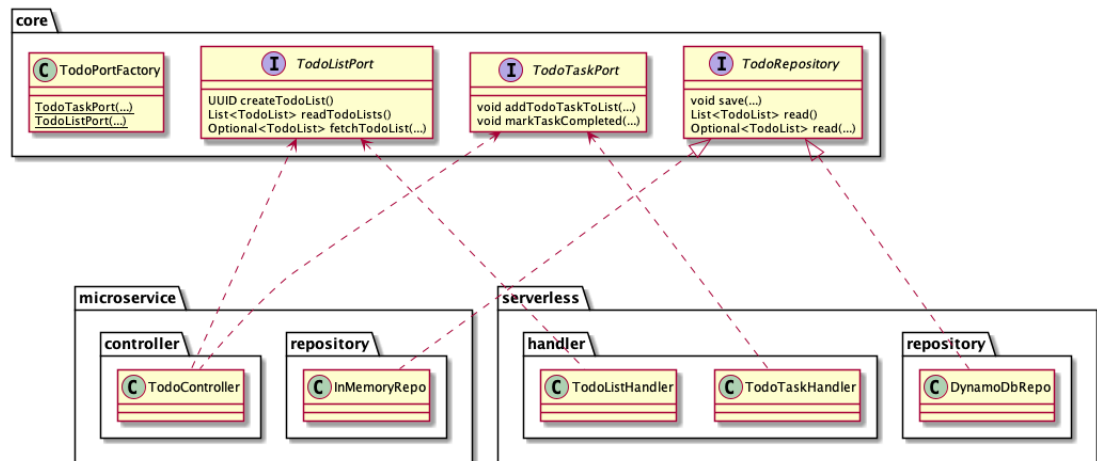 core
C TodoPortFactory
TodoTaskPort(...)
TodoListPort(...)
I TodoListPort
UUID createTodoList()
List<TodoList> readTodoLists()
Optional<TodoList> fetchTodoList(...)
I TodoTaskPort
void addTodoTaskToList(...)
void markTaskCompleted(...)
I TodoRepository
void save(...)
List<TodoList> read()
Optional<TodoList> read(...)
microservice
controller
C TodoController
repository
C InMemoryRepo
serverless
handler
C TodoListHandler
C TodoTaskHandler
repository
C DynamoDbRepo